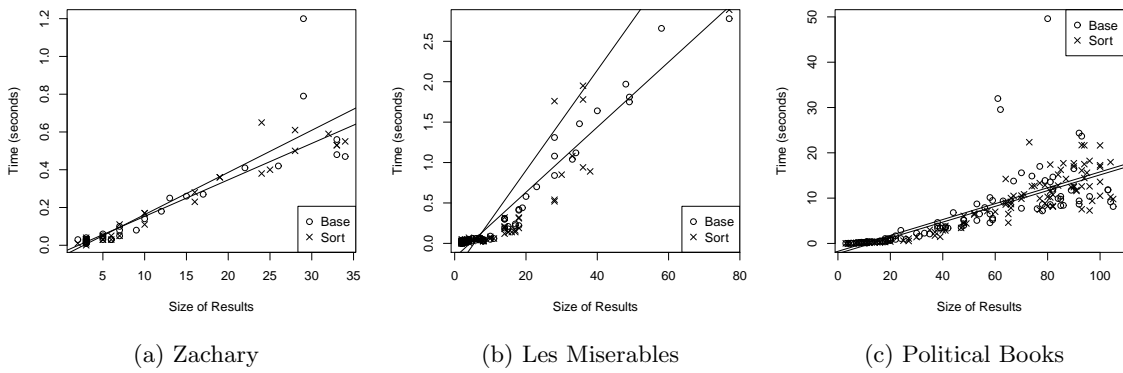 Time (seconds)
1.2
1.0
0.8
0.6
0.4
0.2
0.0
Base
Sort
5 10 15 20 25 30 35
Size of Results
(a) Zachary
Time (seconds)
2.5
2.0
1.5
1.0
0.5
0.0
Base
Sort
0 20 40 60 80
Size of Results
(b) Les Miserables
Time (seconds)
50
40
30
20
10
0
Base
Sort
0 20 40 60 80 100
Size of Results
(c) Political Books